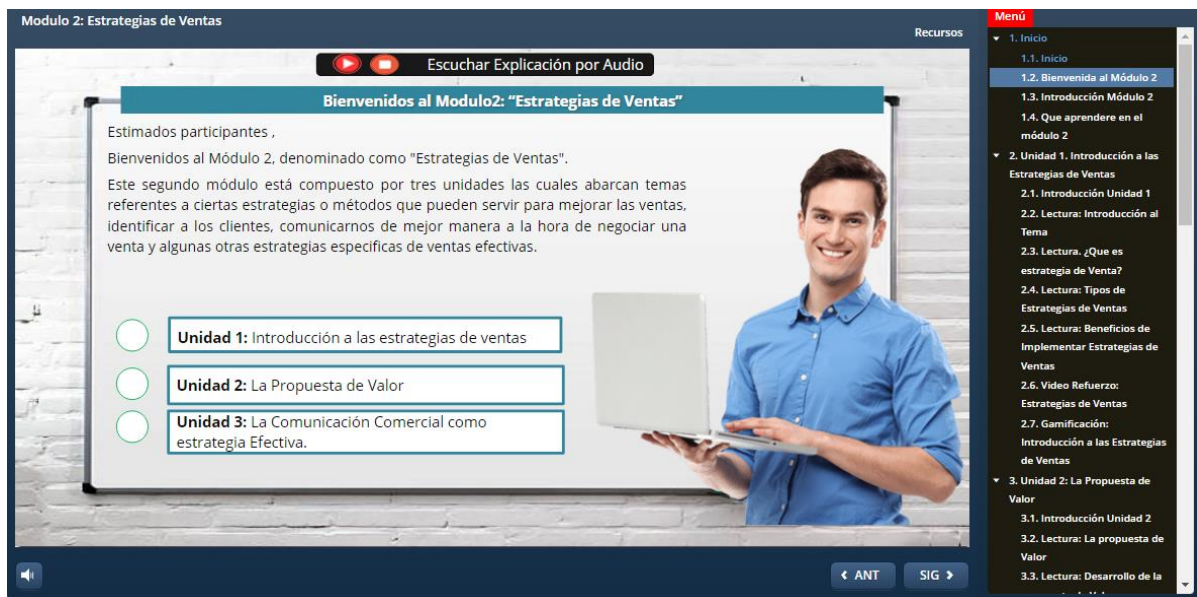 Modulo 2: Estrategias de Ventas
Recursos
Escuchar Explicación por Audio
Bienvenidos al Modulo2: “Estrategias de Ventas”
Estimados participantes ,
Bienvenidos al Módulo 2, denominado como "Estrategias de Ventas".
Este segundo módulo está compuesto por tres unidades las cuales abarcan temas
referentes a ciertas estrategias o métodos que pueden servir para mejorar las ventas,
identificar a los clientes, comunicarnos de mejor manera a la hora de negociar una
venta y algunas otras estrategias especificas de ventas efectivas.
Unidad 1: Introducción a las estrategias de ventas
Unidad 2: La Propuesta de Valor
Unidad 3: La Comunicación Comercial como
estrategia Efectiva.
ANT
SIG
Menú
1. Inicio
1.1. Inicio
1.2. Bienvenida al Módulo 2
1.3. Introducción Módulo 2
1.4. Que aprendere en el
módulo 2
2. Unidad 1. Introducción a las
Estrategias de Ventas
2.1. Introducción Unidad 1
2.2. Lectura: Introducción al
Tema
2.3. Lectura. ¿Que es
estrategia de Venta?
2.4. Lectura: Tipos de
Estrategias de Ventas
2.5. Lectura: Beneficios de
Implementar Estrategias de
Ventas
2.6. Video Refuerzo:
Estrategias de Ventas
2.7. Gamificación:
Introducción a las Estrategias
de Ventas
3. Unidad 2: La Propuesta de
Valor
3.1. Introducción Unidad 2
3.2. Lectura: La propuesta de
Valor
3.3. Lectura: Desarrollo de la